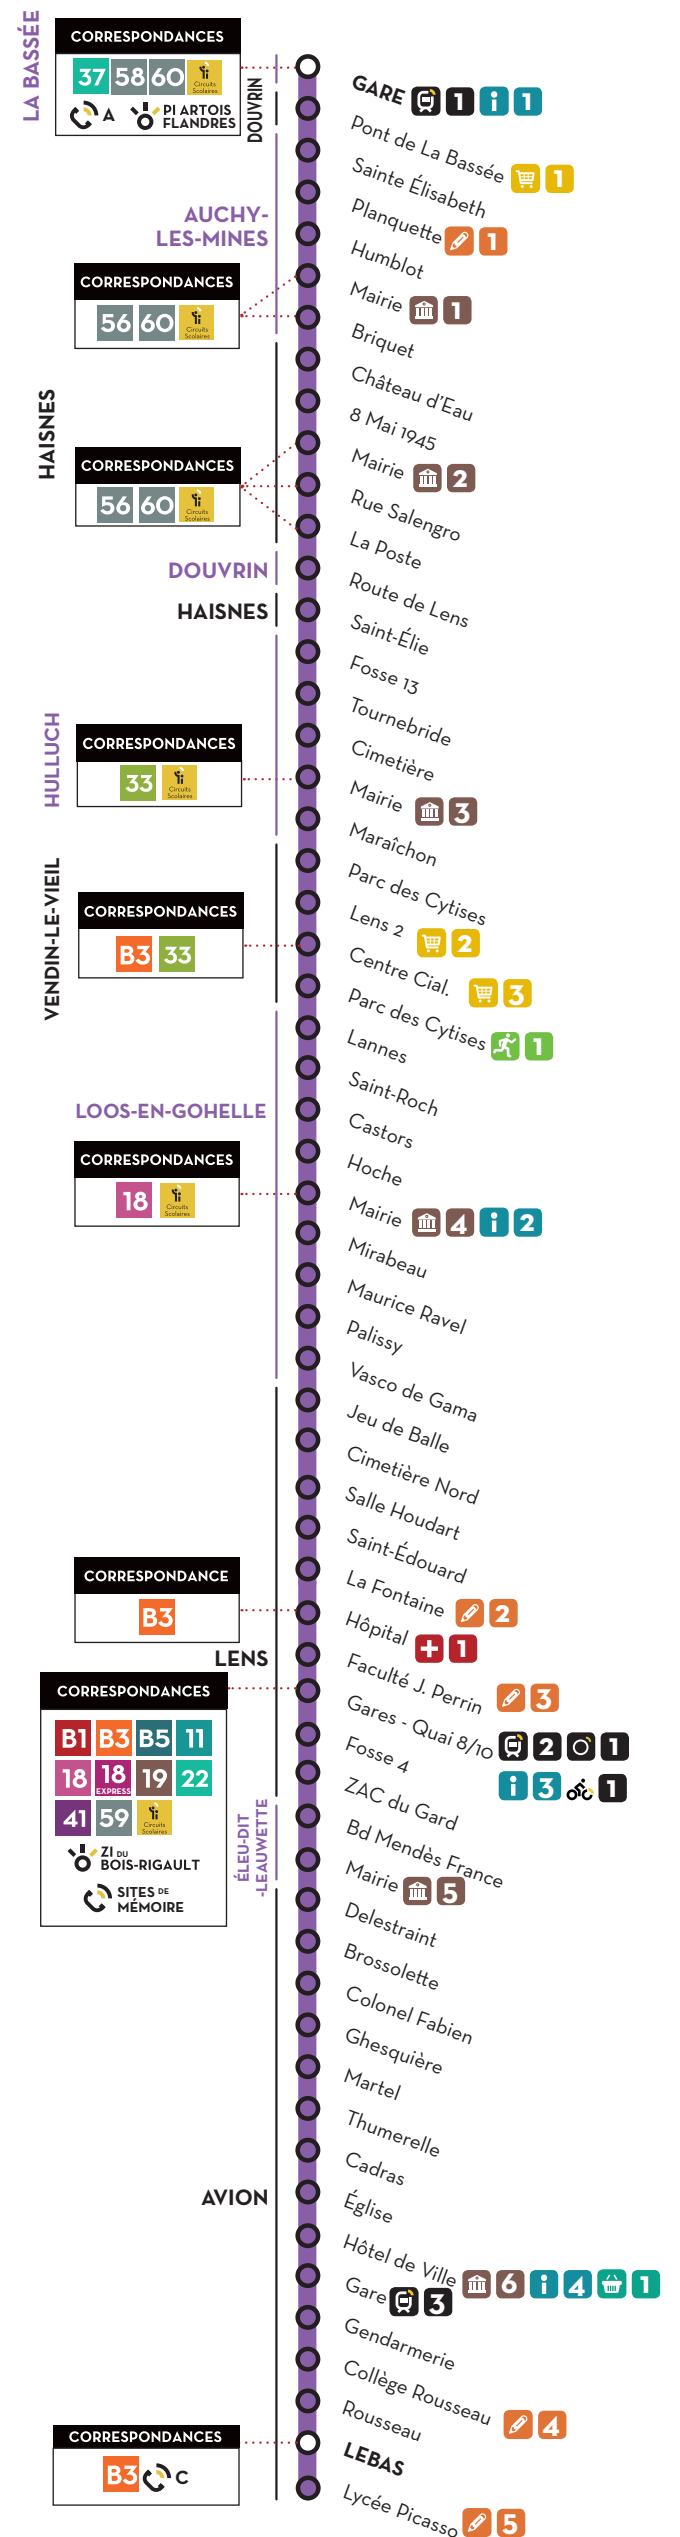 LA BASSÉE
CORRESPONDANCES
37 58 60 Circuits Scolaires
A PI ARTOIS
FLANDRES
DOUVRIN
GARE 1 i 1
Pont de La Bassée 1
Sainte Élisabeth
Planquette 1
Humblot
Mairie 1
Briquet
Château d'Eau
8 Mai 1945
Mairie 2
Rue Salengro
La Poste
Route de Lens
Saint-Élie
Fosse 13
Tournebride
Cimetière
Mairie 3
Maraîchon
Parc des Cytises
Lens 2 2
Centre Cial. 3
Parc des Cytises 1
Lannes
Saint-Roch
Castors
Hoche
Mairie 4 i 2
Mirabeau
Maurice Ravel
Palissy
Vasco de Gama
Jeu de Balle
Cimetière Nord
Salle Houdart
Saint-Édouard
La Fontaine 2
Hôpital 1
Faculté J. Perrin 3
Gares - Quai 8/10 2 1
i 3 1
Fosse 4
ZAC du Gard
Bd Mendès France
Mairie 5
Delestraint
Brossolette
Colonel Fabien
Ghesquière
Martel
Thumerelle
Cadras
Église
Hôtel de Ville 6 i 4 1
Gare 3
Gendarmerie
Collège Rousseau 4
Rousseau
LEBAS
Lycée Picasso 5
AUCHY-
LES-MINES
CORRESPONDANCES
56 60 Circuits Scolaires
HAISNES
CORRESPONDANCES
56 60 Circuits Scolaires
DOUVRIN
HAISNES
HULLUCH
CORRESPONDANCES
33 Circuits Scolaires
VENDIN-LE-VIEIL
CORRESPONDANCES
B3 33
LOOS-EN-GOHELLE
CORRESPONDANCES
18 Circuits Scolaires
CORRESPONDANCE
B3
LENS
CORRESPONDANCES
B1 B3 B5 11
18 18 EXPRESS 19 22
41 59 Circuits Scolaires
ZI DU
BOIS-RIGAULT
SITES DE
MÉMOIRE
ÉLEU-DIT
-LEAUWETTE
AVION
CORRESPONDANCES
B3 C